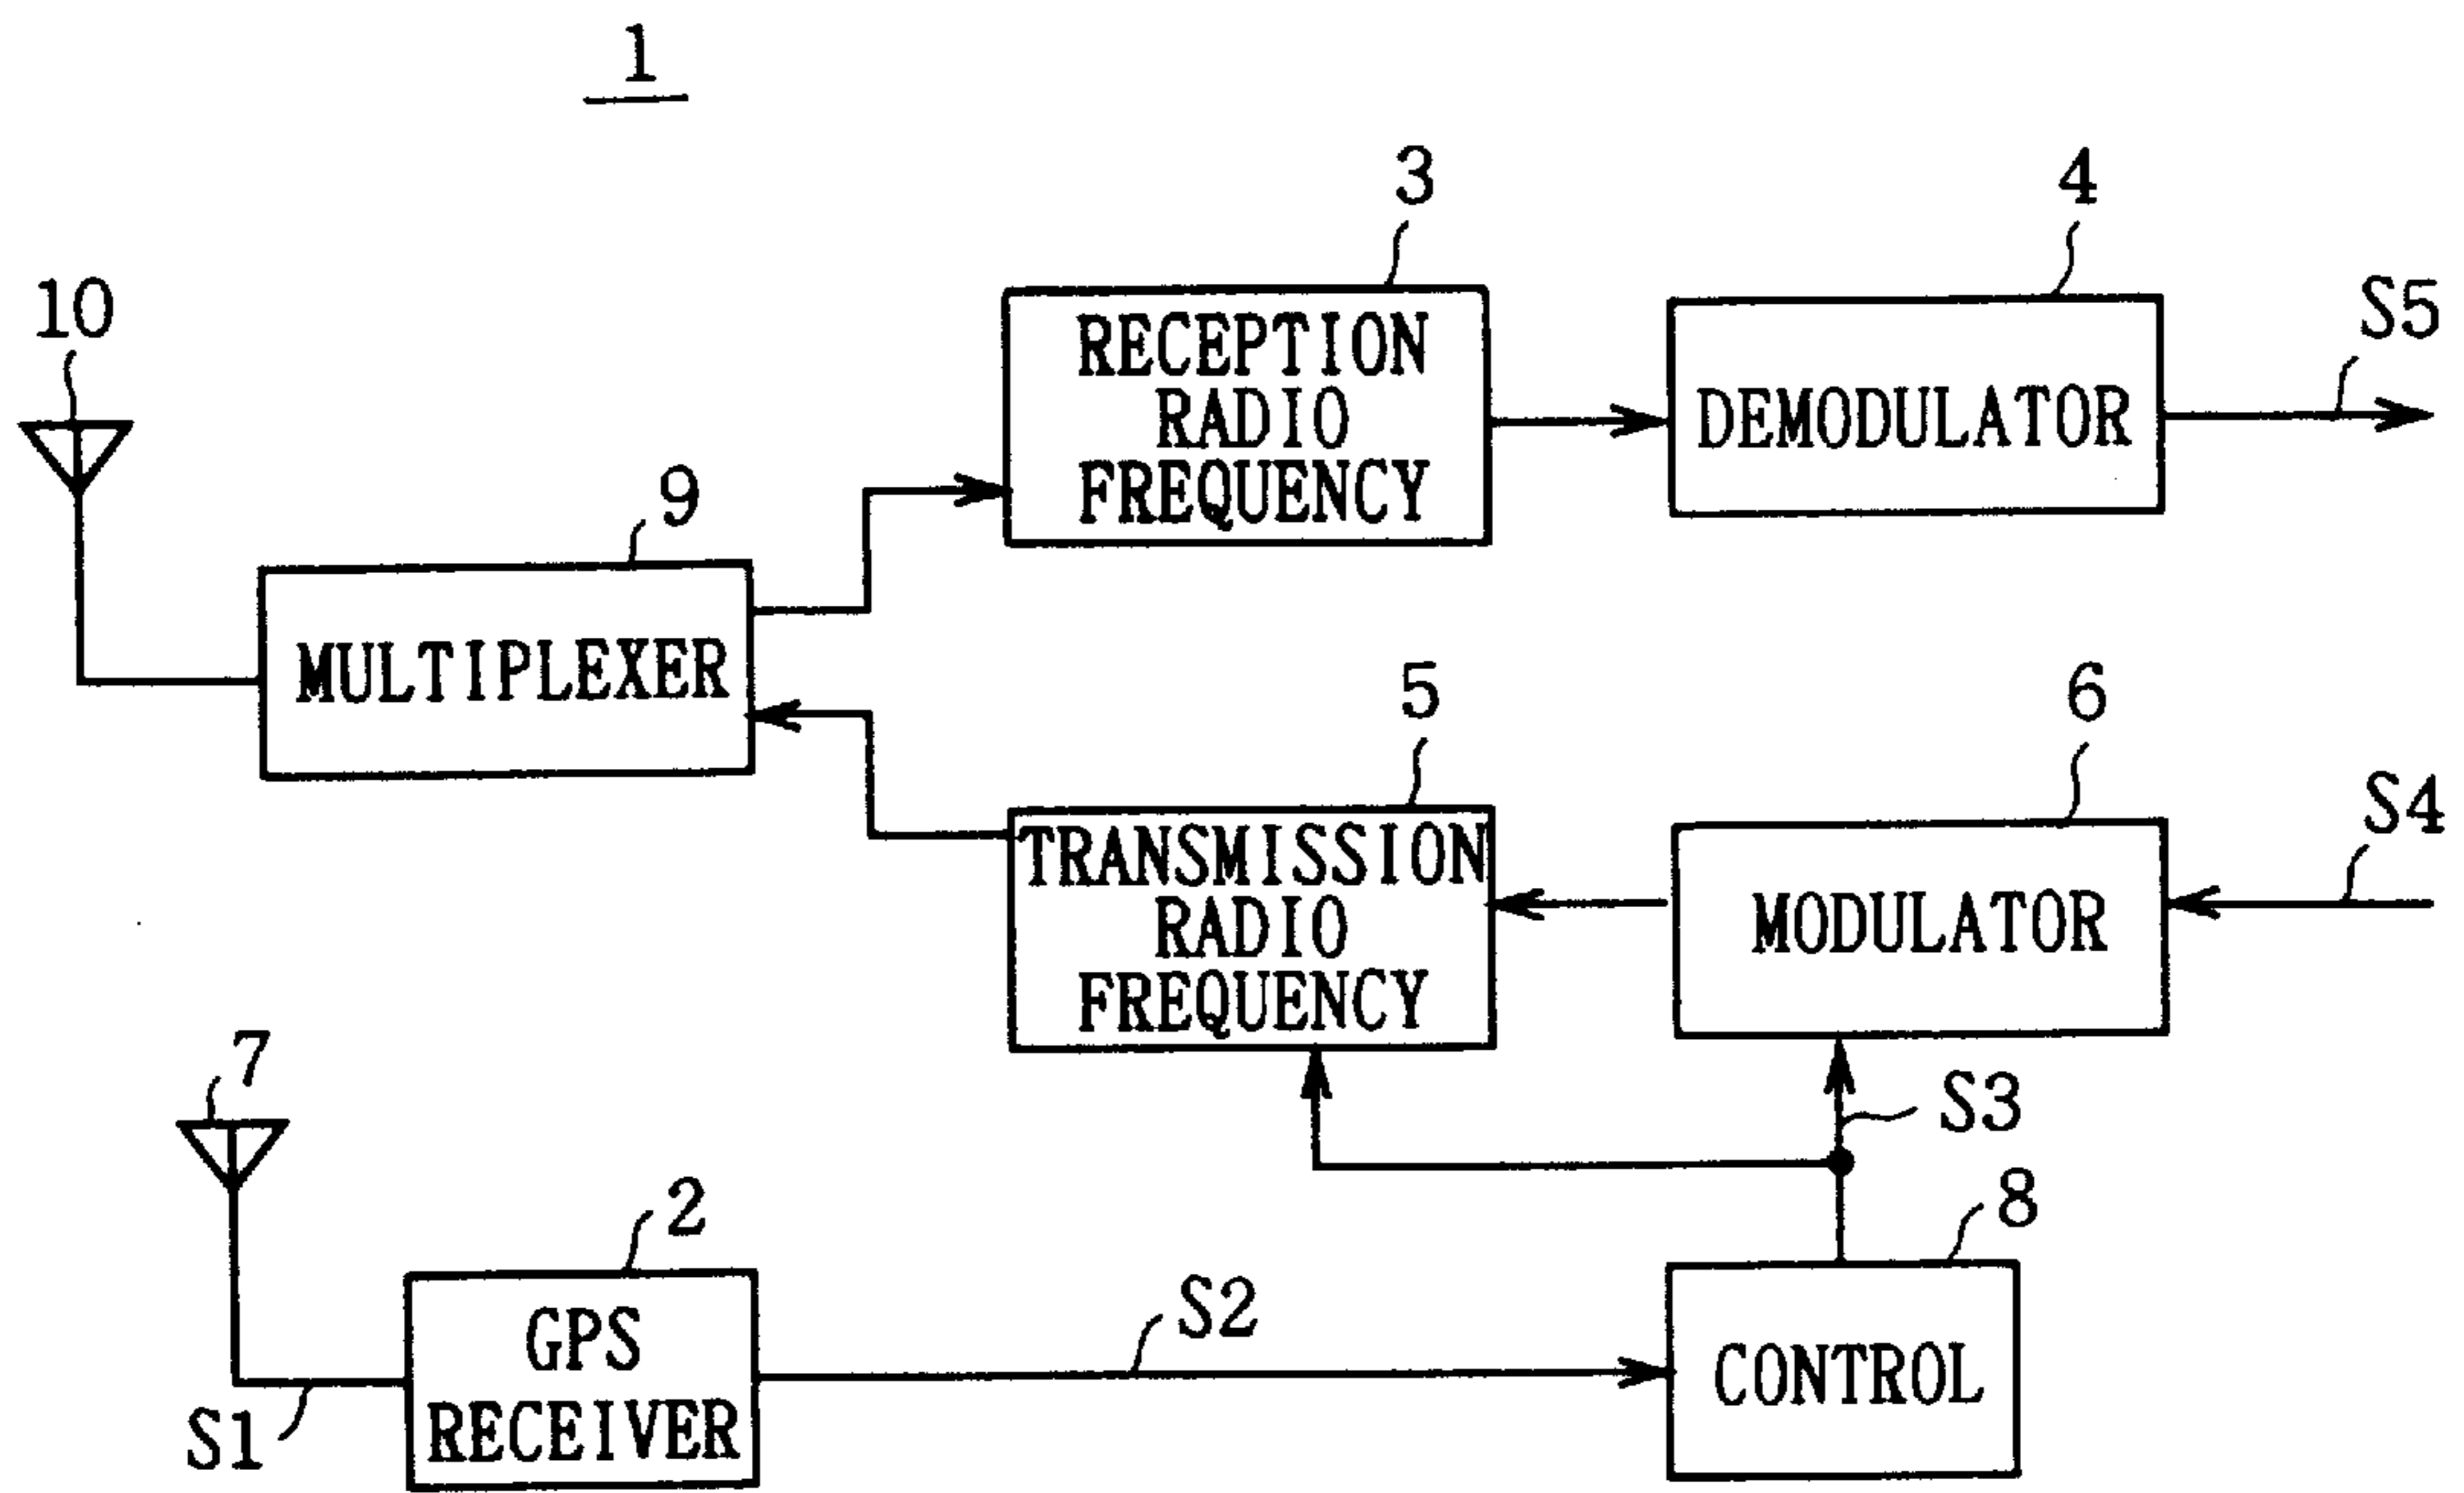 1
3
4
10
S5
RECEPTION
RADIO
FREQUENCY
DEMODULATOR
9
MULTIPLEXER
5
6
S4
TRANSMISSION
RADIO
FREQUENCY
MODULATOR
7
S3
2
8
S2
GPS
RECEIVER
CONTROL
S1